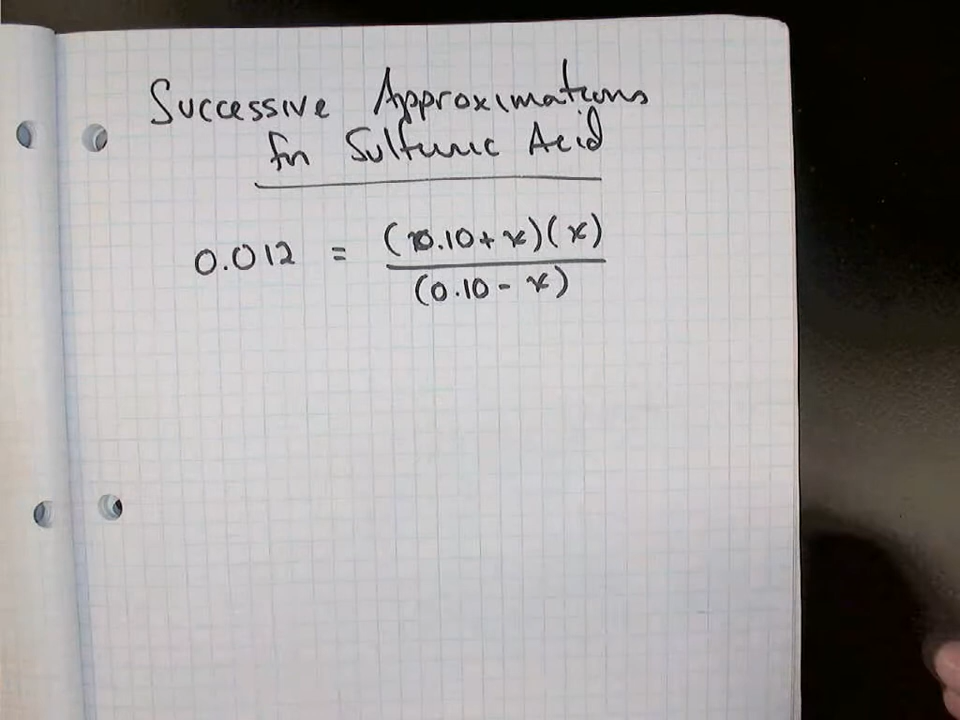 Successive Approximations
for Sulfuric Acid
0.012 = (0.10 + x)(x)
(0.10 - x)